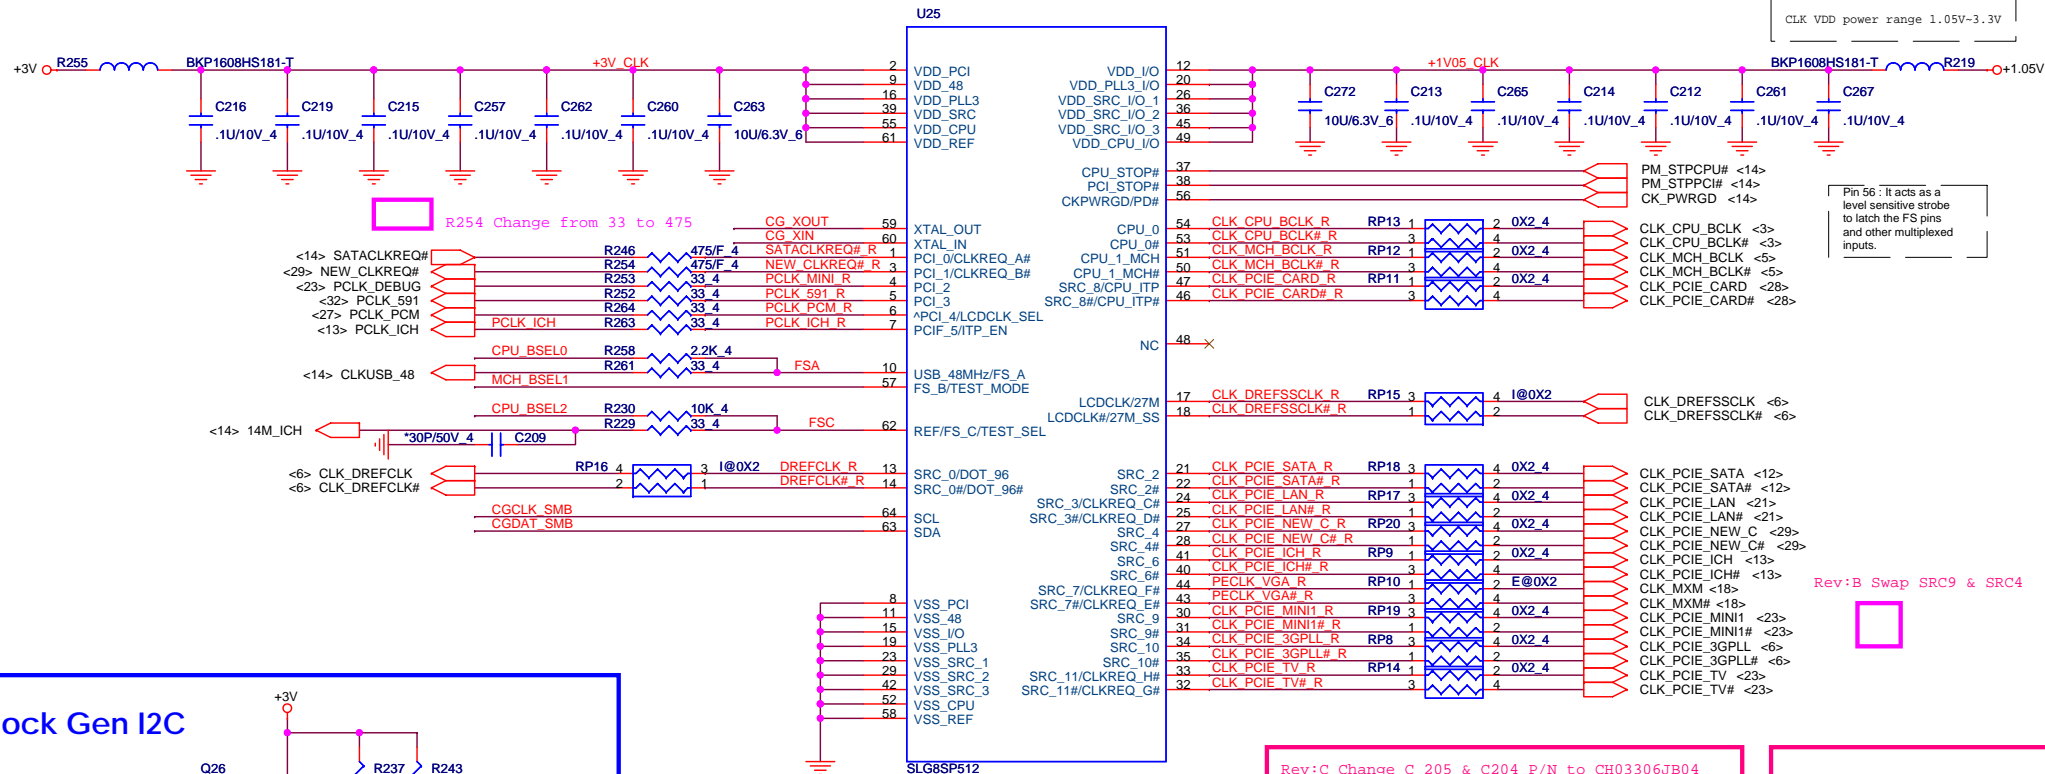 U25
CLK VDD power range 1.05V~3.3V
+3V R255 BKP1608HS181-T +3V_CLK
+1V05_CLK BKP1608HS181-T R219 +1.05V
C216 .1U/10V_4
C219 .1U/10V_4
C215 .1U/10V_4
C257 .1U/10V_4
C262 .1U/10V_4
C260 .1U/10V_4
C263 10U/6.3V_6
2 VDD_PCI
9 VDD_48
16 VDD_PLL3
39 VDD_SRC
55 VDD_CPU
61 VDD_REF
VDD_I/O 12
VDD_PLL3_I/O 20
VDD_SRC_I/O_1 26
VDD_SRC_I/O_2 36
VDD_SRC_I/O_3 45
VDD_CPU_I/O 49
C272 10U/6.3V_6
C213 .1U/10V_4
C265 .1U/10V_4
C214 .1U/10V_4
C212 .1U/10V_4
C261 .1U/10V_4
C267 .1U/10V_4
CPU_STOP# 37 PM_STPCPU# <14>
PCI_STOP# 38 PM_STPPCI# <14>
CKPWRGD/PD# 56 CK_PWRGD <14>
Pin 56 : It acts as a
level sensitive strobe
to latch the FS pins
and other multiplexed
inputs.
R254 Change from 33 to 475
CG_XOUT 59 XTAL_OUT
CG_XIN 60 XTAL_IN
<14> SATACLKREQ# R246 475/F_4 SATACLKREQ#_R 1 PCI_0/CLKREQ_A#
<29> NEW_CLKREQ# R254 475/F_4 NEW_CLKREQ#_R 3 PCI_1/CLKREQ_B#
<23> PCLK_DEBUG R253 33_4 PCLK_MINI_R 4 PCI_2
<32> PCLK_591 R252 33_4 PCLK_591_R 5 PCI_3
<27> PCLK_PCM R264 33_4 PCLK_PCM_R 6 ^PCI_4/LCDCLK_SEL
<13> PCLK_ICH PCLK_ICH R263 33_4 PCLK_ICH_R 7 PCIF_5/ITP_EN
CPU_0 54 CLK_CPU_BCLK_R RP13 1 2 0X2_4 CLK_CPU_BCLK <3>
CPU_0# 53 CLK_CPU_BCLK#_R 3 4 CLK_CPU_BCLK# <3>
CPU_1_MCH 51 CLK_MCH_BCLK_R RP12 1 2 0X2_4 CLK_MCH_BCLK <5>
CPU_1_MCH# 50 CLK_MCH_BCLK#_R 3 4 CLK_MCH_BCLK# <5>
SRC_8/CPU_ITP 47 CLK_PCIE_CARD_R RP11 1 2 0X2_4 CLK_PCIE_CARD <28>
SRC_8#/CPU_ITP# 46 CLK_PCIE_CARD#_R 3 4 CLK_PCIE_CARD# <28>
NC 48
CPU_BSEL0 R258 2.2K_4
<14> CLKUSB_48 R261 33_4 FSA 10 USB_48MHz/FS_A
MCH_BSEL1 57 FS_B/TEST_MODE
CPU_BSEL2 R230 10K_4
<14> 14M_ICH R229 33_4 FSC 62 REF/FS_C/TEST_SEL
*30P/50V_4 C209
LCDCLK/27M 17 CLK_DREFSSCLK_R RP15 3 4 I@0X2 CLK_DREFSSCLK <6>
LCDCLK#/27M_SS 18 CLK_DREFSSCLK#_R 1 2 CLK_DREFSSCLK# <6>
<6> CLK_DREFCLK RP16 4 3 I@0X2 DREFCLK_R 13 SRC_0/DOT_96
<6> CLK_DREFCLK# 2 1 DREFCLK#_R 14 SRC_0#/DOT_96#
CGCLK_SMB 64 SCL
CGDAT_SMB 63 SDA
SRC_2 21 CLK_PCIE_SATA_R RP18 3 4 0X2_4 CLK_PCIE_SATA <12>
SRC_2# 22 CLK_PCIE_SATA#_R 1 2 CLK_PCIE_SATA# <12>
SRC_3/CLKREQ_C# 24 CLK_PCIE_LAN_R RP17 3 4 0X2_4 CLK_PCIE_LAN <21>
SRC_3#/CLKREQ_D# 25 CLK_PCIE_LAN#_R 1 2 CLK_PCIE_LAN# <21>
SRC_4 27 CLK_PCIE_NEW_C_R RP20 3 4 0X2_4 CLK_PCIE_NEW_C <29>
SRC_4# 28 CLK_PCIE_NEW_C#_R 1 2 CLK_PCIE_NEW_C# <29>
SRC_6 41 CLK_PCIE_ICH_R RP9 1 2 0X2_4 CLK_PCIE_ICH <13>
SRC_6# 40 CLK_PCIE_ICH#_R 3 4 CLK_PCIE_ICH# <13>
SRC_7/CLKREQ_F# 44 PECLK_VGA_R RP10 1 2 E@0X2 CLK_MXM <18>
SRC_7#/CLKREQ_E# 43 PECLK_VGA#_R 3 4 CLK_MXM# <18>
SRC_9 30 CLK_PCIE_MINI1_R RP19 3 4 0X2_4 CLK_PCIE_MINI1 <23>
SRC_9# 31 CLK_PCIE_MINI1#_R 1 2 CLK_PCIE_MINI1# <23>
SRC_10 34 CLK_PCIE_3GPLL_R RP8 3 4 0X2_4 CLK_PCIE_3GPLL <6>
SRC_10# 35 CLK_PCIE_3GPLL#_R 1 2 CLK_PCIE_3GPLL# <6>
SRC_11/CLKREQ_H# 33 CLK_PCIE_TV_R RP14 1 2 0X2_4 CLK_PCIE_TV <23>
SRC_11#/CLKREQ_G# 32 CLK_PCIE_TV#_R 3 4 CLK_PCIE_TV# <23>
Rev:B Swap SRC9 & SRC4
8 VSS_PCI
11 VSS_48
15 VSS_I/O
19 VSS_PLL3
23 VSS_SRC_1
29 VSS_SRC_2
42 VSS_SRC_3
52 VSS_CPU
58 VSS_REF
SLG8SP512
ock Gen I2C
+3V
Q26 R237 R243
Rev:C Change C 205 & C204 P/N to CH03306JB04